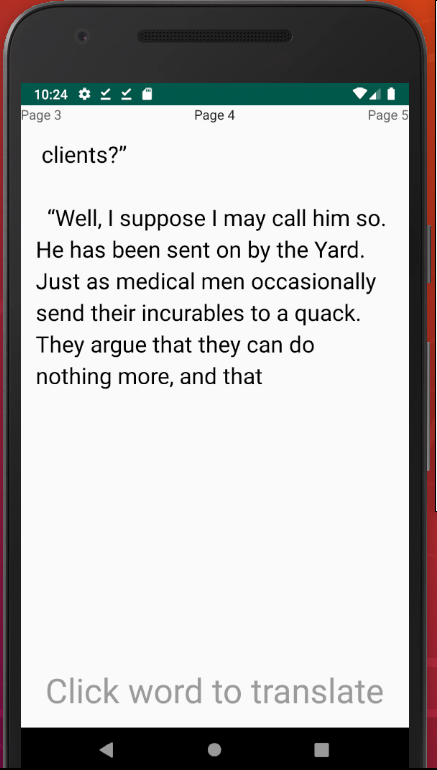 10:24
Page 3 Page 4 Page 5
clients?”
“Well, I suppose I may call him so.
He has been sent on by the Yard.
Just as medical men occasionally
send their incurables to a quack.
They argue that they can do
nothing more, and that
Click word to translate